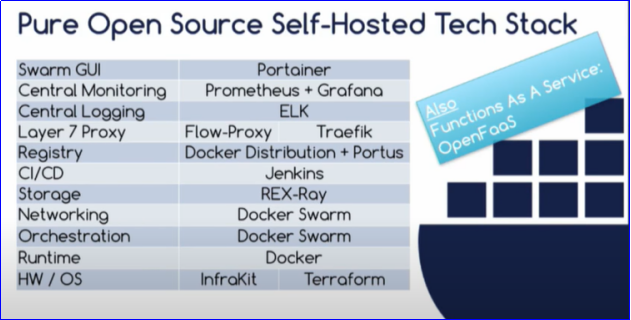 Pure Open Source Self-Hosted Tech Stack
Swarm GUI Portainer
Central Monitoring Prometheus + Grafana
Central Logging ELK
Layer 7 Proxy Flow-Proxy Traefik
Registry Docker Distribution + Portus
CI/CD Jenkins
Storage REX-Ray
Networking Docker Swarm
Orchestration Docker Swarm
Runtime Docker
HW / OS InfraKit Terraform
Also
Functions As A Service:
OpenFaaS